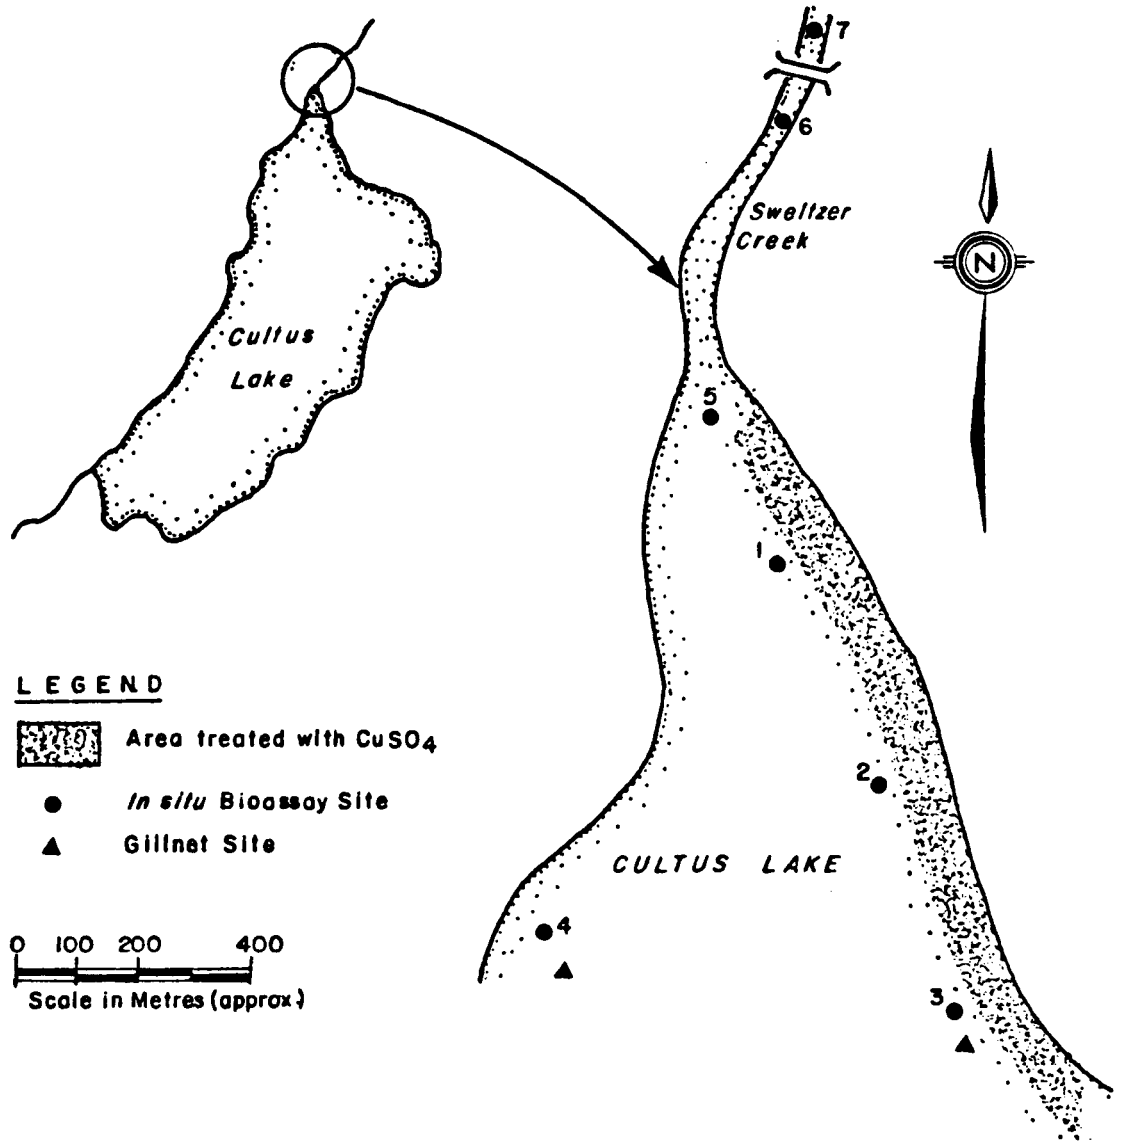 7
6
Sweltzer
Creek
N
Cultus
Lake
5
1
LEGEND
Area treated with CuSO4
In situ Bioassay Site
Gillnet Site
2
CULTUS LAKE
4
3
0 100 200 400
Scale in Metres (approx.)